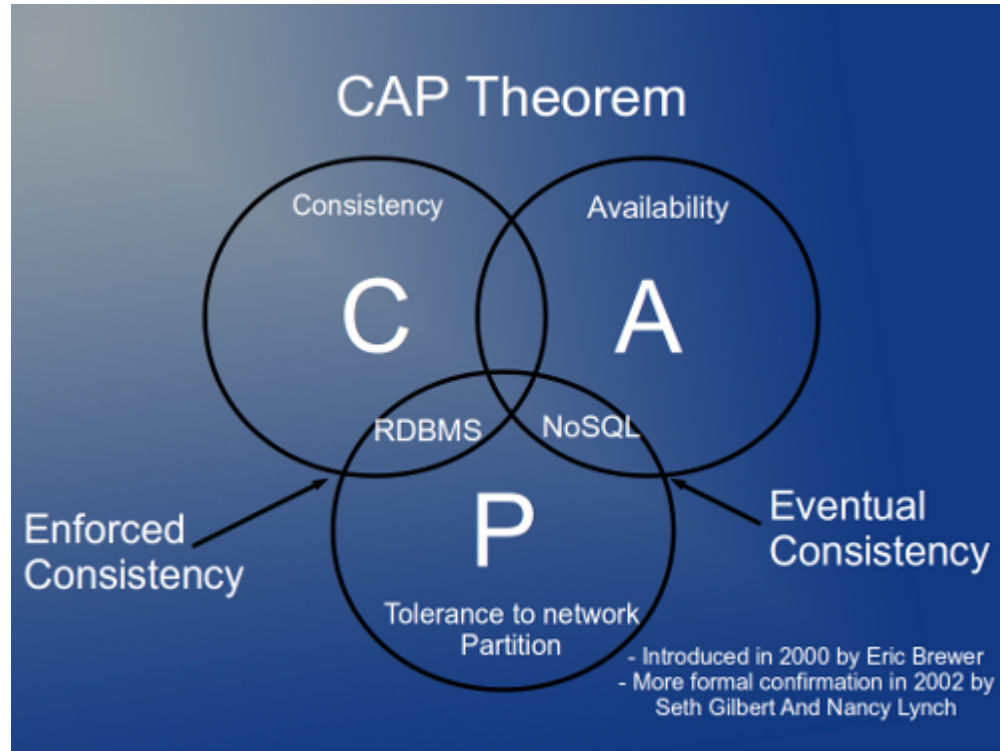 CAP Theorem
Consistency
Availability
C
A
RDBMS
NoSQL
Enforced
Consistency
P
Eventual
Consistency
Tolerance to network
Partition
- Introduced in 2000 by Eric Brewer
- More formal confirmation in 2002 by
Seth Gilbert And Nancy Lynch